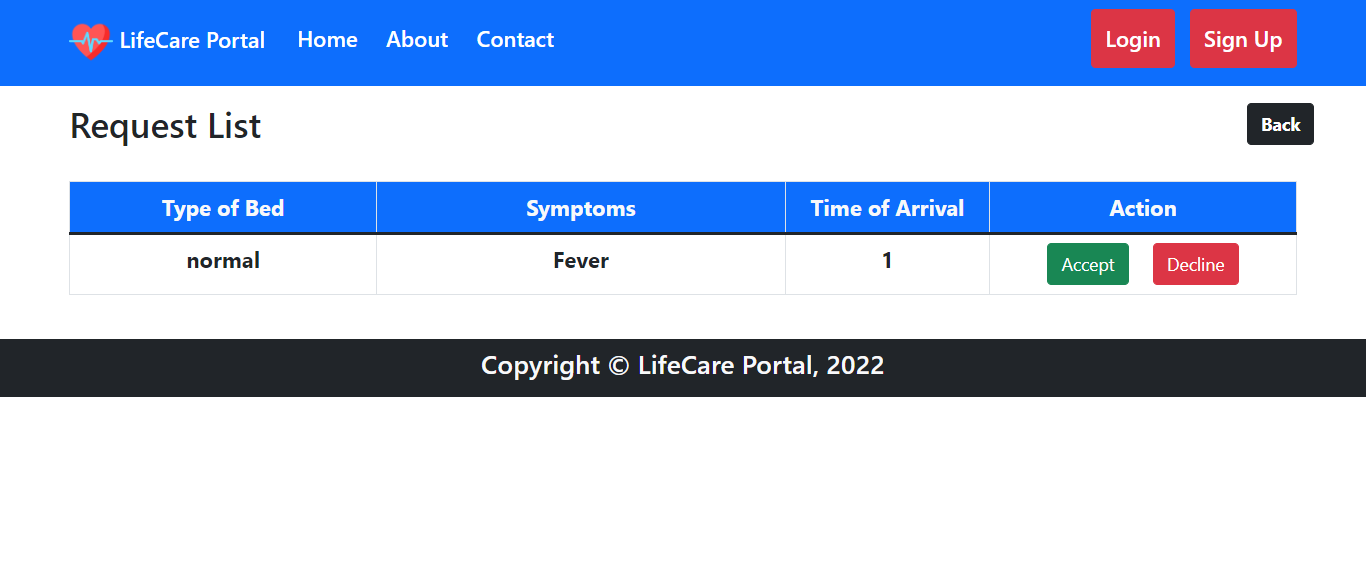 LifeCare Portal Home About Contact Login Sign Up
Request List Back
Type of Bed Symptoms Time of Arrival Action
normal Fever 1 Accept Decline
Copyright © LifeCare Portal, 2022